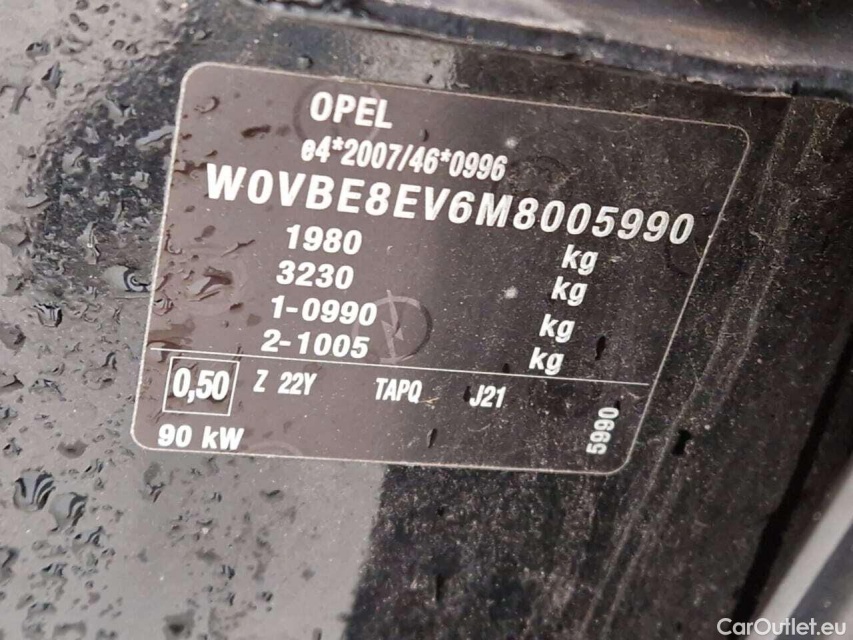 OPEL
e4*2007/46*0996
W0VBE8EV6M8005990
1980 kg
3230 kg
1-0990 kg
2-1005 kg
0,50 Z 22Y TAPQ J21
90 kW
5990
CarOutlet.eu